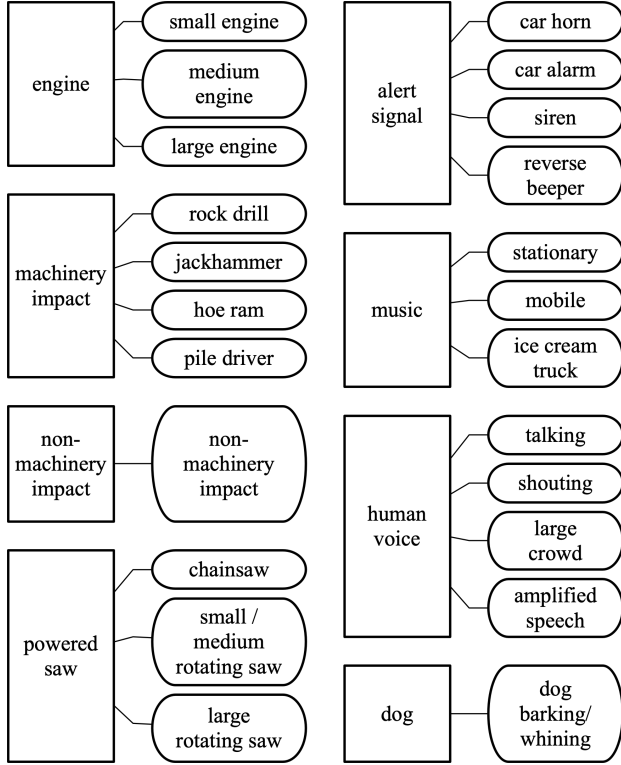 engine
small engine
medium
engine
large engine
machinery
impact
rock drill
jackhammer
hoe ram
pile driver
non-
machinery
impact
non-
machinery
impact
powered
saw
chainsaw
small /
medium
rotating saw
large
rotating saw
alert
signal
car horn
car alarm
siren
reverse
beeper
music
stationary
mobile
ice cream
truck
human
voice
talking
shouting
large
crowd
amplified
speech
dog
dog
barking/
whining